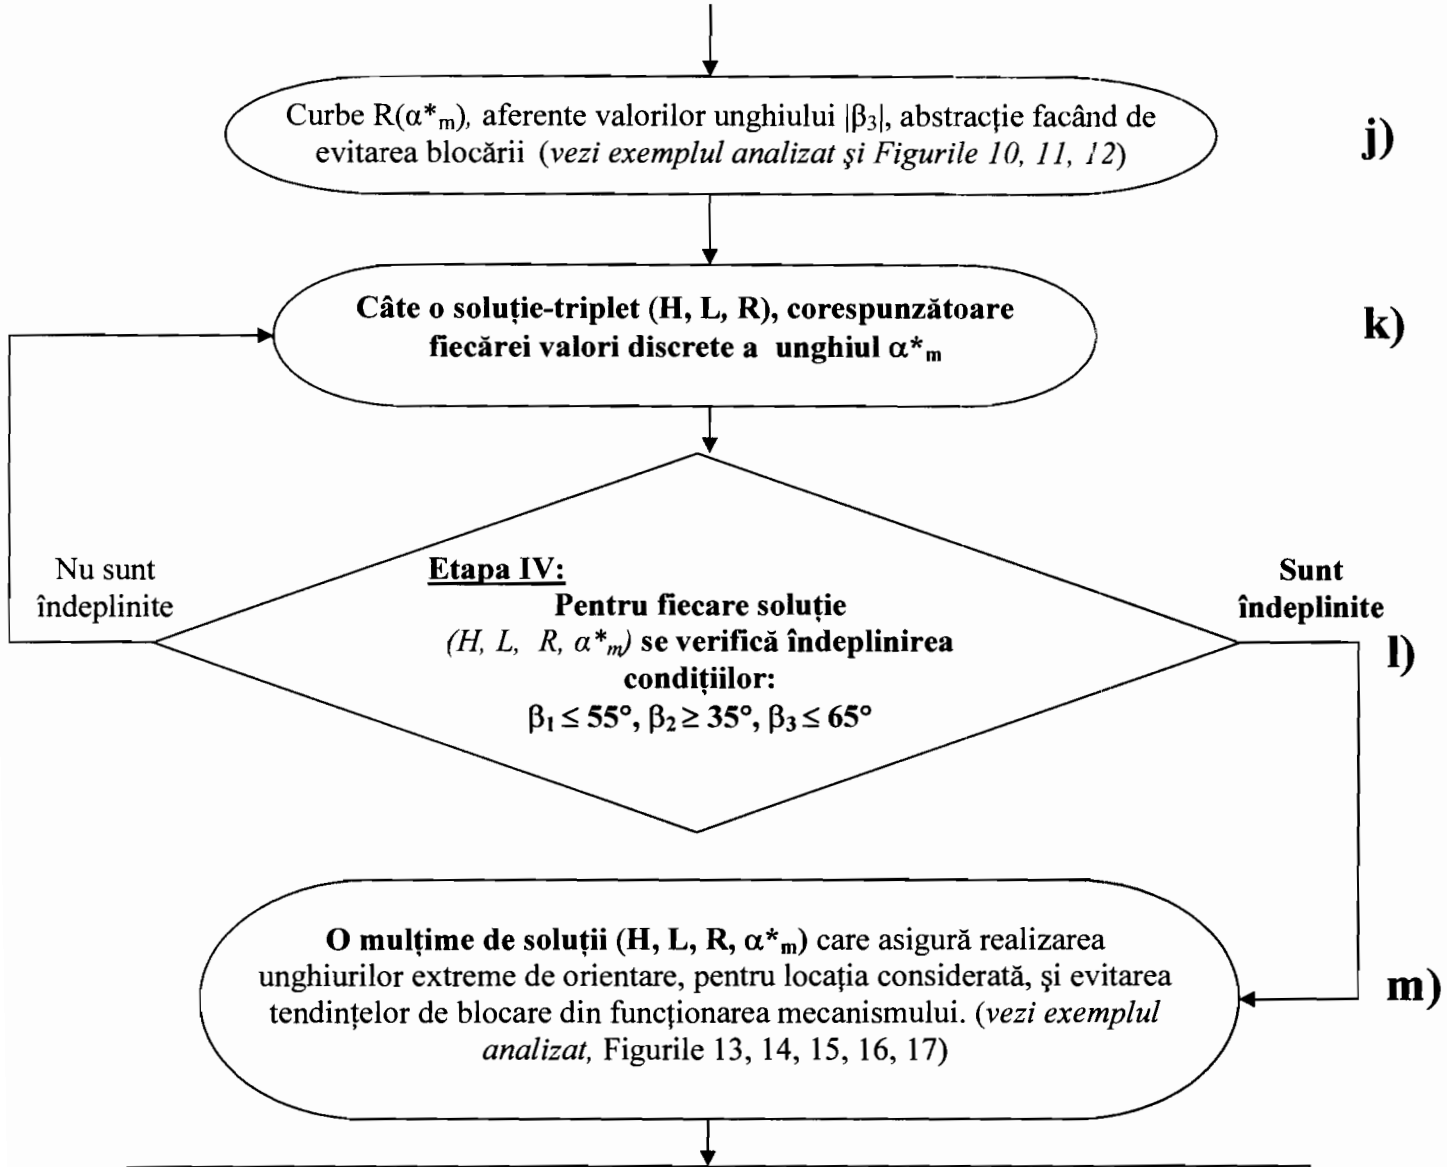 Curbe R(α*m), aferente valorilor unghiului |β3|, abstracție facând de
evitarea blocării (vezi exemplul analizat și Figurile 10, 11, 12)
j)
Câte o soluție-triplet (H, L, R), corespunzătoare
fiecărei valori discrete a unghiul α*m
k)
Nu sunt
îndeplinite
Etapa IV:
Pentru fiecare soluție
(H, L, R, α*m) se verifică îndeplinirea
condițiilor:
β1 ≤ 55°, β2 ≥ 35°, β3 ≤ 65°
Sunt
îndeplinite
l)
O mulțime de soluții (H, L, R, α*m) care asigură realizarea
unghiurilor extreme de orientare, pentru locația considerată, și evitarea
tendințelor de blocare din funcționarea mecanismului. (vezi exemplul
analizat, Figurile 13, 14, 15, 16, 17)
m)